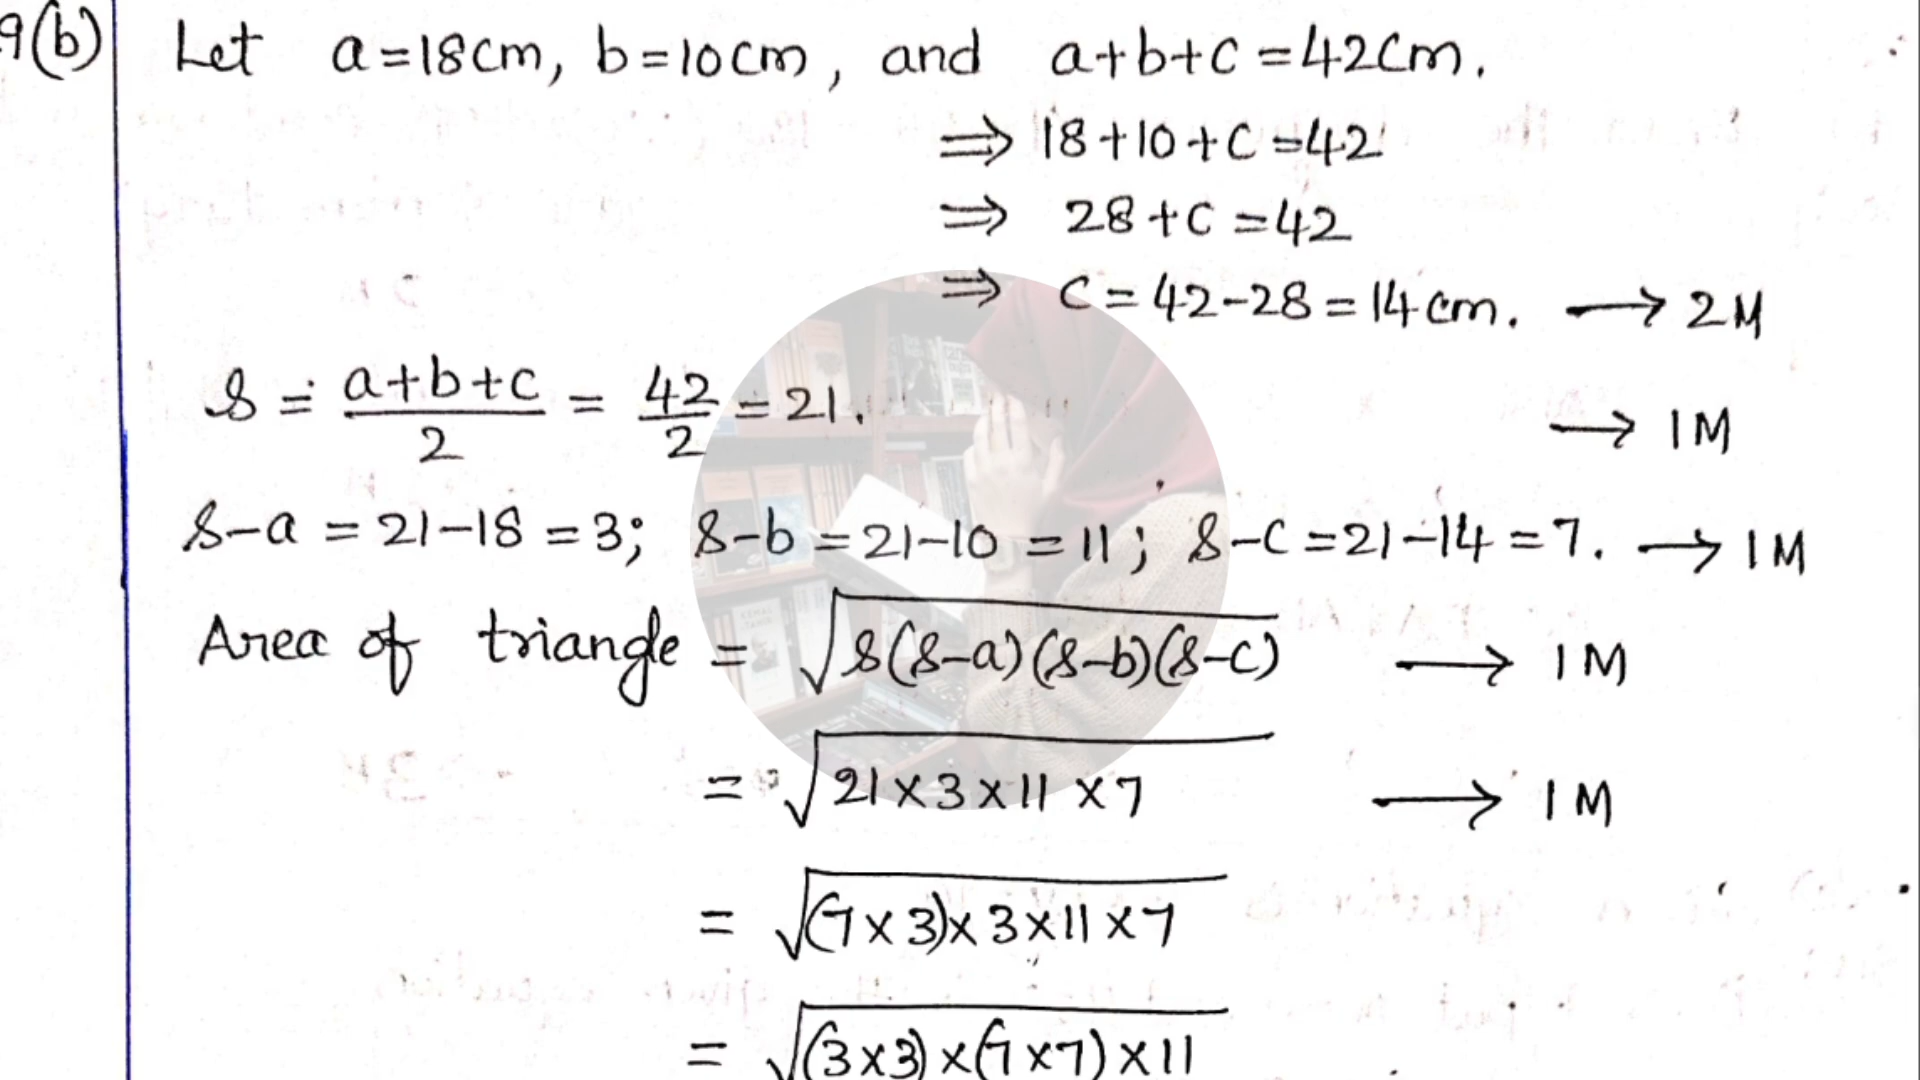 9(b) Let a=18cm, b=10cm, and a+b+c=42cm.
⇒ 18+10+c=42
⇒ 28+c=42
⇒ c=42-28=14cm. → 2M
s = a+b+c/2 = 42/2 = 21. → 1M
s-a = 21-18 = 3; s-b = 21-10 = 11; s-c = 21-14 = 7. → 1M
Area of triangle = √s(s-a)(s-b)(s-c) → 1M
= √21×3×11×7 → 1M
= √(7×3)×3×11×7
= √(3×3)×(7×7)×11